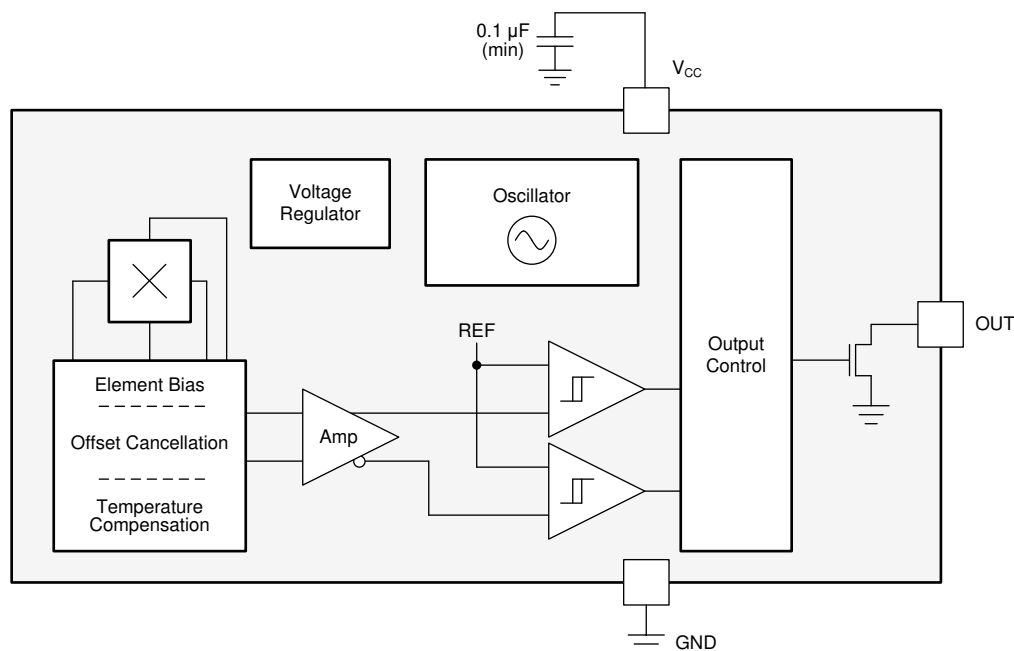 0.1 µF
(min)
VCC
Voltage
Regulator
Oscillator
REF
Output
Control
OUT
Element Bias
Offset Cancellation
Temperature
Compensation
Amp
GND